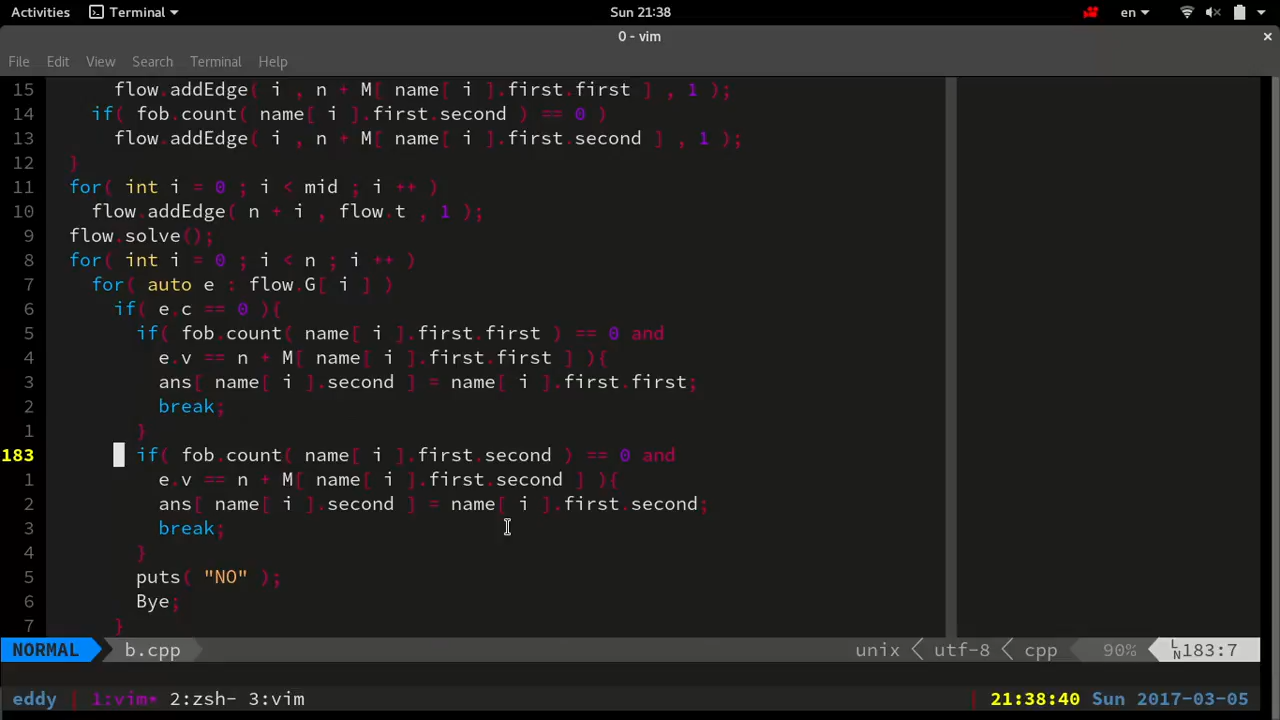 Activities Terminal Sun 21:38 en
0 - vim
File Edit View Search Terminal Help
15 flow.addEdge( i , n + M[ name[ i ].first.first ] , 1 );
14 if( fob.count( name[ i ].first.second ) == 0 )
13 flow.addEdge( i , n + M[ name[ i ].first.second ] , 1 );
12 }
11 for( int i = 0 ; i < mid ; i ++ )
10 flow.addEdge( n + i , flow.t , 1 );
9 flow.solve();
8 for( int i = 0 ; i < n ; i ++ )
7 for( auto e : flow.G[ i ] )
6 if( e.c == 0 ){
5 if( fob.count( name[ i ].first.first ) == 0 and
4 e.v == n + M[ name[ i ].first.first ] ){
3 ans[ name[ i ].second ] = name[ i ].first.first;
2 break;
1 }
183 if( fob.count( name[ i ].first.second ) == 0 and
1 e.v == n + M[ name[ i ].first.second ] ){
2 ans[ name[ i ].second ] = name[ i ].first.second;
3 break;
4 }
5 puts( "NO" );
6 Bye;
7 }
NORMAL b.cpp unix utf-8 cpp 90% LN 183:7
eddy 1:vim* 2:zsh- 3:vim 21:38:40 Sun 2017-03-05